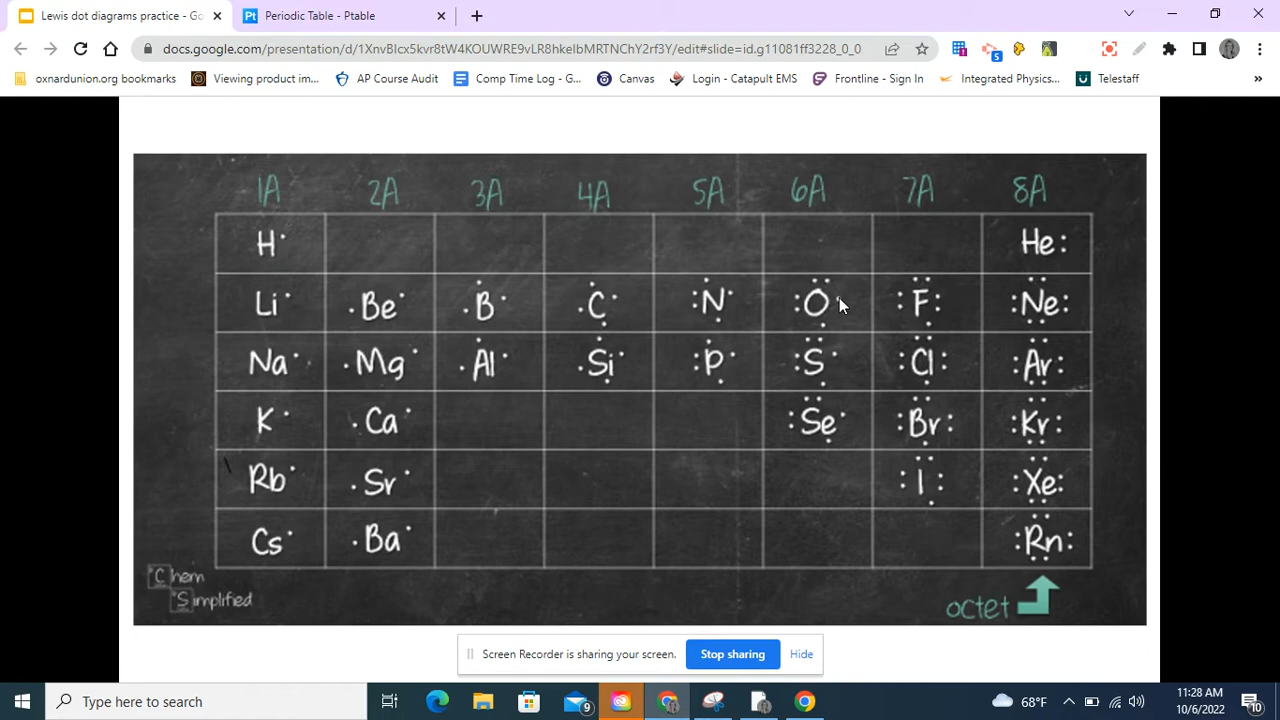 Lewis dot diagrams practice - Go
Periodic Table - Ptable
docs.google.com/presentation/d/1XnvBIcx5kvr8tW4KOUWRE9vLR8hkeIbMRTNChY2rf3Y/edit#slide=id.g11081ff3228_0_0
5
oxnardunion.org bookmarks Viewing product im... AP Course Audit Comp Time Log - G... Canvas Login - Catapult EMS Frontline - Sign In Integrated Physics... Telestaff »
1A 2A 3A 4A 5A 6A 7A 8A
H He
Li Be B C N O F Ne
Na Mg Al Si P S Cl Ar
K Ca Se Br Kr
Rb Sr I Xe
Cs Ba Rn
Chem
Simplified
octet
Screen Recorder is sharing your screen. Stop sharing Hide
Type here to search
9
68°F
11:28 AM
10/6/2022
10